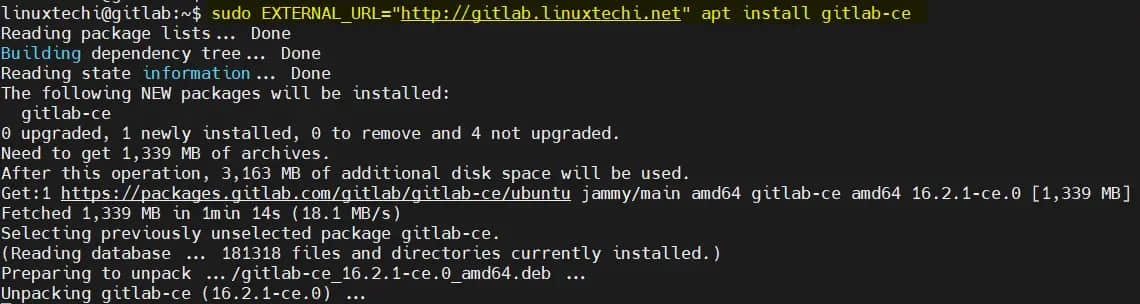 linuxtechi@gitlab:~$ sudo EXTERNAL_URL="http://gitlab.linuxtechi.net" apt install gitlab-ce
Reading package lists... Done
Building dependency tree... Done
Reading state information... Done
The following NEW packages will be installed:
  gitlab-ce
0 upgraded, 1 newly installed, 0 to remove and 4 not upgraded.
Need to get 1,339 MB of archives.
After this operation, 3,163 MB of additional disk space will be used.
Get:1 https://packages.gitlab.com/gitlab/gitlab-ce/ubuntu jammy/main amd64 gitlab-ce amd64 16.2.1-ce.0 [1,339 MB]
Fetched 1,339 MB in 1min 14s (18.1 MB/s)
Selecting previously unselected package gitlab-ce.
(Reading database ... 181318 files and directories currently installed.)
Preparing to unpack .../gitlab-ce_16.2.1-ce.0_amd64.deb ...
Unpacking gitlab-ce (16.2.1-ce.0) ...